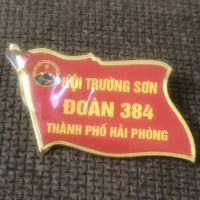 HỘI TRƯỜNG SƠN
ĐOÀN 384
THÀNH PHỐ HẢI PHÒNG